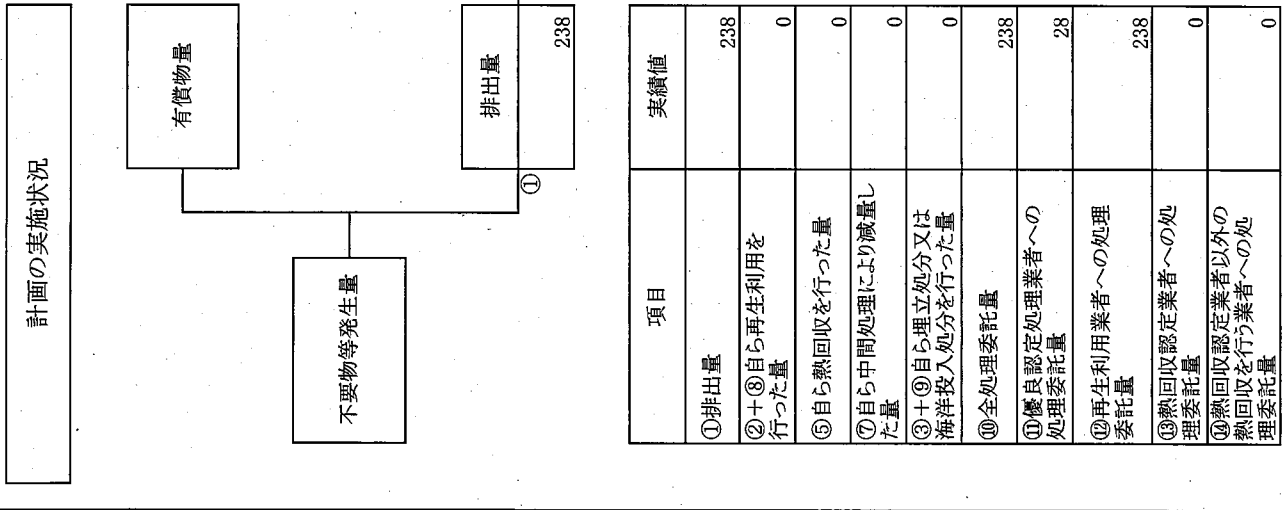 計画の実施状況
有償物量
不要物等発生量
排出量
①
238
項目 実績値
①排出量 238
②+⑧自ら再生利用を
行った量 0
⑤自ら熱回収を行った量 0
⑦自ら中間処理により減量し
た量 0
③+⑨自ら埋立処分又は
海洋投入処分を行った量 0
⑩全処理委託量 238
⑪優良認定処理業者への
処理委託量 28
⑫再生利用業者への処理
委託量 238
⑬熱回収認定業者への処
理委託量 0
⑭熱回収認定業者以外の
熱回収を行う業者への処
理委託量 0